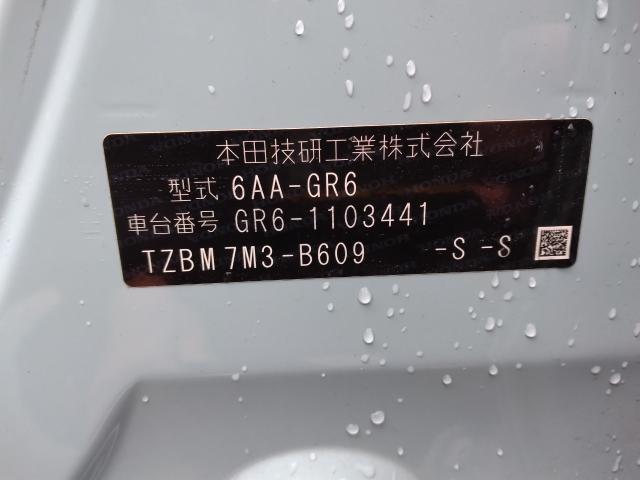 本田技研工業株式会社
型式 6AA-GR6
車台番号 GR6-1103441
TZBM7M3-B609 -S -S